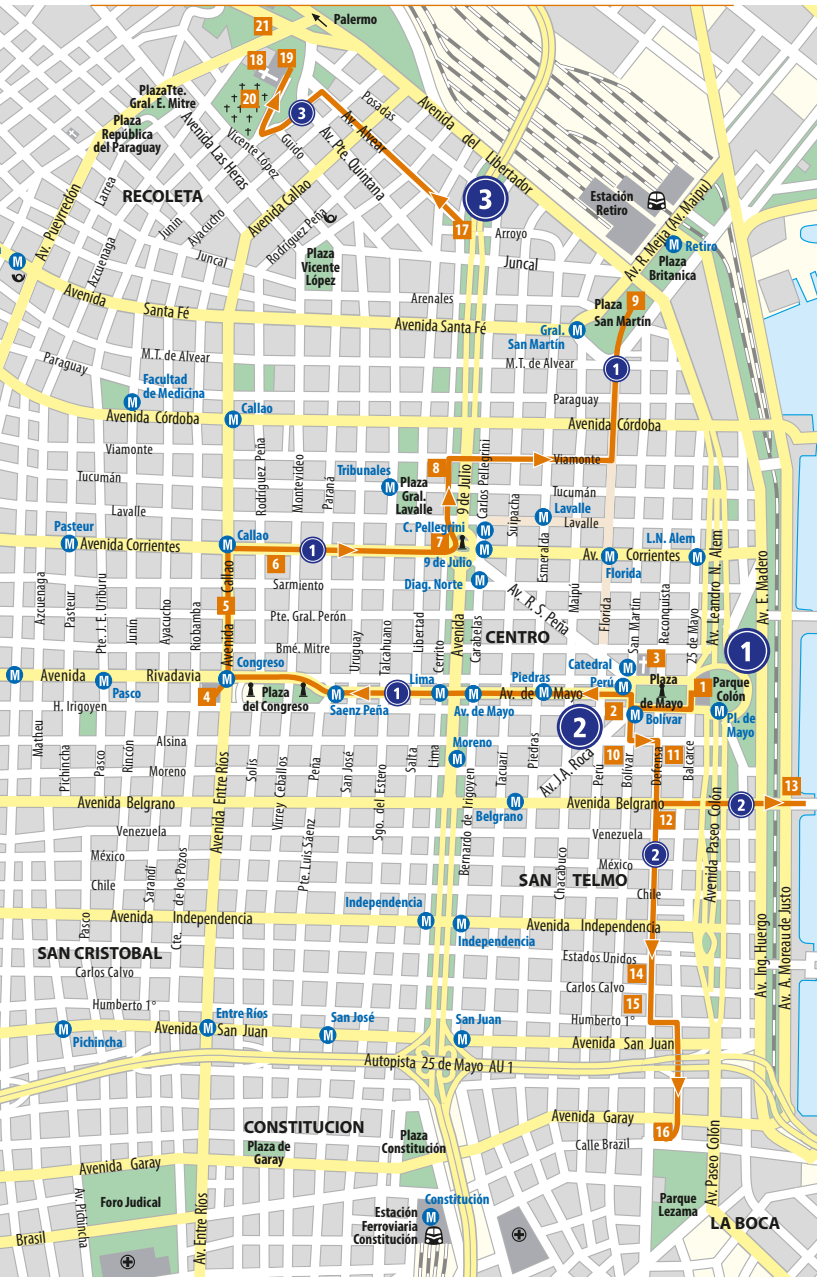 21
Palermo
18
19
20
PlazaTte.
Gral. E. Mitre
Plaza
República
del Paraguay
3
Posadas
Avenida del Libertador
Av. Alvear
Av. Pte. Quintana
Guido
Vicente López
Avenida Las Heras
Avenida Callao
RECOLETA
Larrea
Av. Pueyrredón
Azcuenaga
Junín
Ayacucho
Juncal
Rodriguez Peña
M
3
17
Estación
Retiro
Av. R. Mejia (Av. Maipu)
M Retiro
Plaza
Britanica
Arroyo
Juncal
Plaza
Vicente
López
Arenales
Avenida
Santa Fé
Avenida Santa Fé
9
Plaza
San Martín
Gral. M
San Martín
M.T. de Alvear
Paraguay
M.T. de Alvear
1
Facultad
de Medicina
M
Paraguay
Avenida Córdoba
M Callao
Avenida Córdoba
Viamonte
Tucumán
Lavalle
Rodríguez Peña
Montevideo
Paraná
Tribunales
M
Plaza
Gral.
Lavalle
8
9 de Julio
Carlos Pellegrini
Suipacha
Viamonte
Tucumán
Lavalle
M
Lavalle
Esmeralda
Pasteur
M Avenida Corrientes
Callao
M
1
6
7
C. Pellegrini M
9 de Julio M
Diag. Norte M
Av. Corrientes
M
Florida
L.N. Alem
M
Av. Leandro N. Alem
Av. E. Madero
Azcuenaga
Pasteur
Pte. J. E. Uriburu
Junín
Ayacucho
Riobamba
Avenida Callao
5
Sarmiento
Pte. Gral. Perón
Bmé. Mitre
Uruguay
Talcahuano
Libertad
Cerrito
Avenida
Carabelas
Av. R. S. Peña
Maipú
Florida
San Martín
Reconquista
25 de Mayo
CENTRO
1
M Avenida Rivadavia
M
Pasco
Congreso
M
4
Plaza
del Congreso
M
Saenz Peña
1
Lima
M
M
Av. de Mayo
Piedras
Av. de M Mayo
Catedral M
3
Perú M
2
Plaza
de Mayo
1
Parque
Colón
M
Bolívar
M
Pl. de
Mayo
H. Irigoyen
2
Matheu
Pichincha
Pasco
Rincón
Alsina
Moreno
Avenida Entre Ríos
Solís
Virrey Ceballos
Peña
Pte. Luis Sáenz
San José
Sgo. del Estero
Salta
Lima
Moreno
M
Bernardo de Irigoyen
Tacuarí
Piedras
Av. J.A. Roca
Perú
10
Bolívar
Defensa
11
Balcarce
13
Avenida Belgrano
M
Belgrano
Avenida Belgrano
2
12
Venezuela
México
Chile
Venezuela
México
Chile
2
Avenida Paseo Colón
Chacabuco
SAN TELMO
Sarandí
Cte. de los Pozos
Pasco
Avenida Independencia
Independencia
M
M
Independencia
Avenida Independencia
SAN CRISTOBAL
Carlos Calvo
Humberto 1°
Estados Unidos
Carlos Calvo
Humberto 1°
14
15
Av. Ing. Huergo
Av. A. Moreau de Justo
M
Pichincha
Avenida M San Juan
Entre Ríos
San José
M
San Juan
M
Avenida San Juan
Autopista 25 de Mayo AU 1
CONSTITUCION
Plaza de
Garay
Plaza
Constitución
Avenida Garay
16
Calle Brazil
Avenida Garay
Av. Pichincha
Foro Judical
Brasil
Av. Entre Ríos
Constitución
M
Estación
Ferroviaria
Constitución
Parque
Lezama
Av. Paseo Colón
LA BOCA